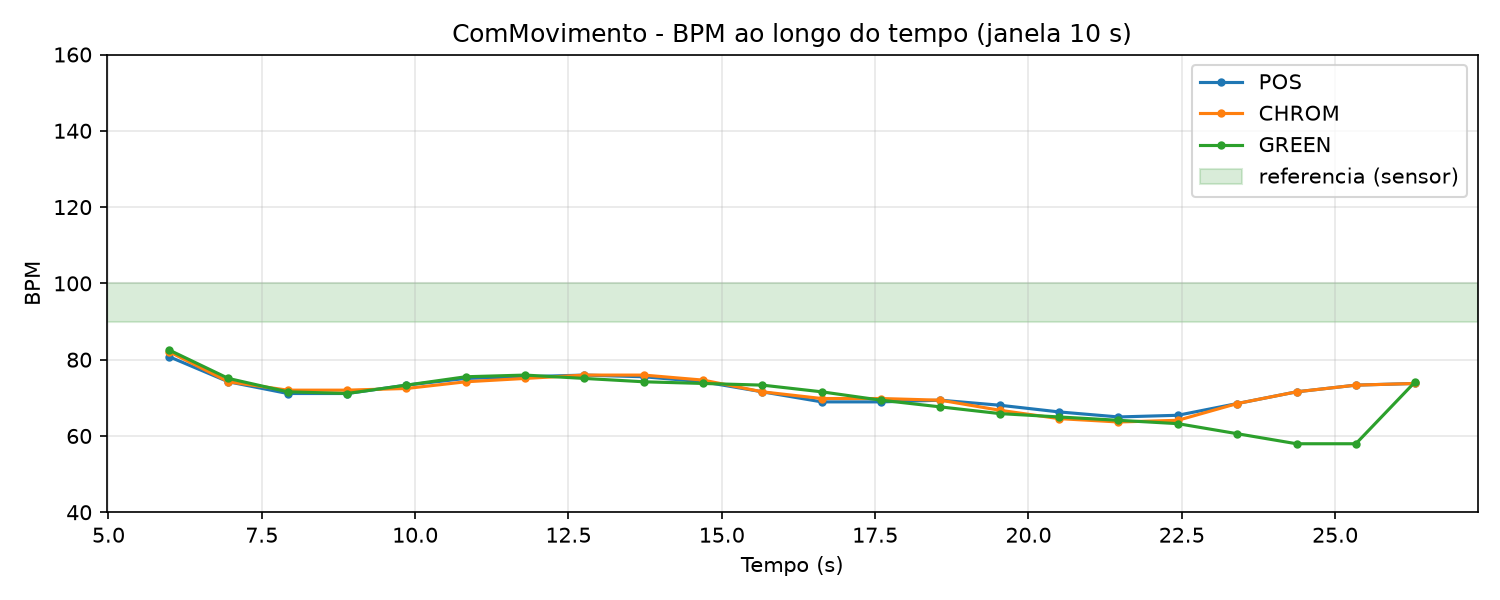 ComMovimento - BPM ao longo do tempo (janela 10 s)
160
140
120
100
80
60
40
BPM
POS
CHROM
GREEN
referencia (sensor)
5.0 7.5 10.0 12.5 15.0 17.5 20.0 22.5 25.0
Tempo (s)